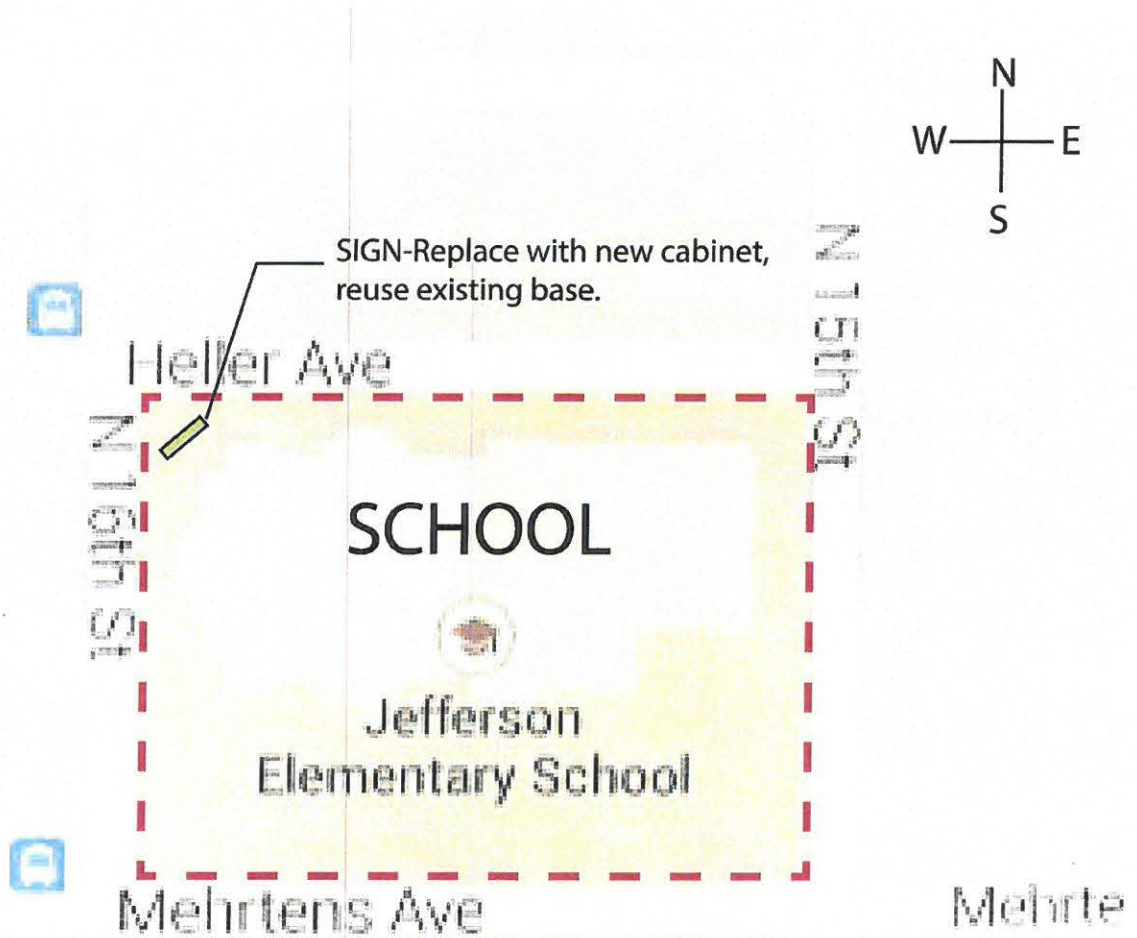 N
W E
S
SIGN-Replace with new cabinet,
reuse existing base.
N 15th St
Heller Ave
N 16th St
SCHOOL
Jefferson
Elementary School
Mehrtens Ave
Mehrte